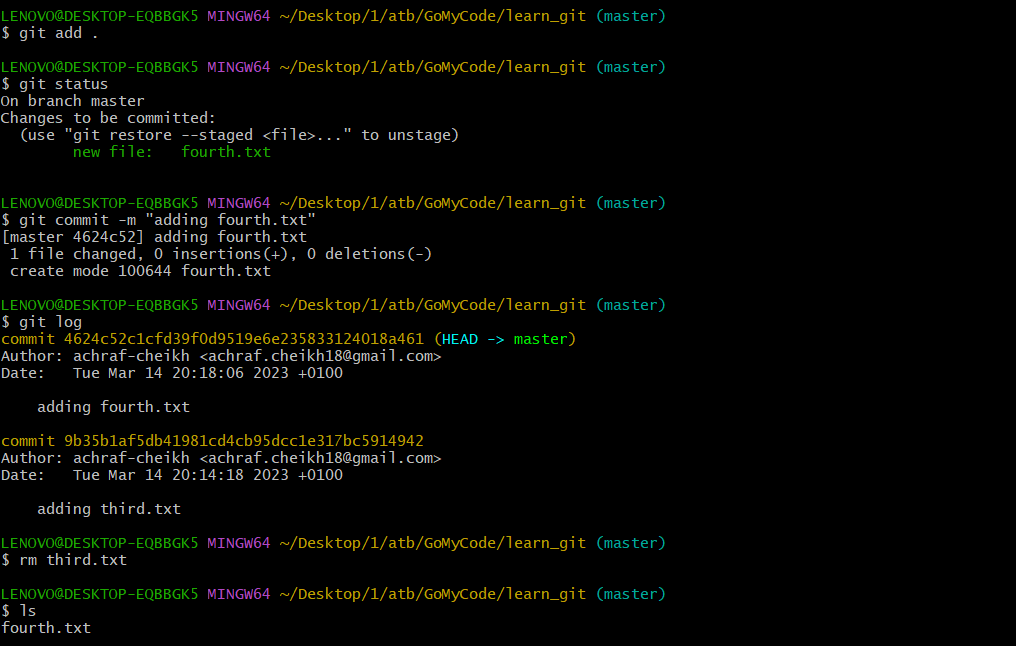 LENOVO@DESKTOP-EQBBGK5 MINGW64 ~/Desktop/1/atb/GoMyCode/learn_git (master)
$ git add .
LENOVO@DESKTOP-EQBBGK5 MINGW64 ~/Desktop/1/atb/GoMyCode/learn_git (master)
$ git status
On branch master
Changes to be committed:
  (use "git restore --staged <file>..." to unstage)
        new file:   fourth.txt
LENOVO@DESKTOP-EQBBGK5 MINGW64 ~/Desktop/1/atb/GoMyCode/learn_git (master)
$ git commit -m "adding fourth.txt"
[master 4624c52] adding fourth.txt
 1 file changed, 0 insertions(+), 0 deletions(-)
 create mode 100644 fourth.txt
LENOVO@DESKTOP-EQBBGK5 MINGW64 ~/Desktop/1/atb/GoMyCode/learn_git (master)
$ git log
commit 4624c52c1cfd39f0d9519e6e235833124018a461 (HEAD -> master)
Author: achraf-cheikh <achraf.cheikh18@gmail.com>
Date:   Tue Mar 14 20:18:06 2023 +0100
    adding fourth.txt
commit 9b35b1af5db41981cd4cb95dcc1e317bc5914942
Author: achraf-cheikh <achraf.cheikh18@gmail.com>
Date:   Tue Mar 14 20:14:18 2023 +0100
    adding third.txt
LENOVO@DESKTOP-EQBBGK5 MINGW64 ~/Desktop/1/atb/GoMyCode/learn_git (master)
$ rm third.txt
LENOVO@DESKTOP-EQBBGK5 MINGW64 ~/Desktop/1/atb/GoMyCode/learn_git (master)
$ ls
fourth.txt